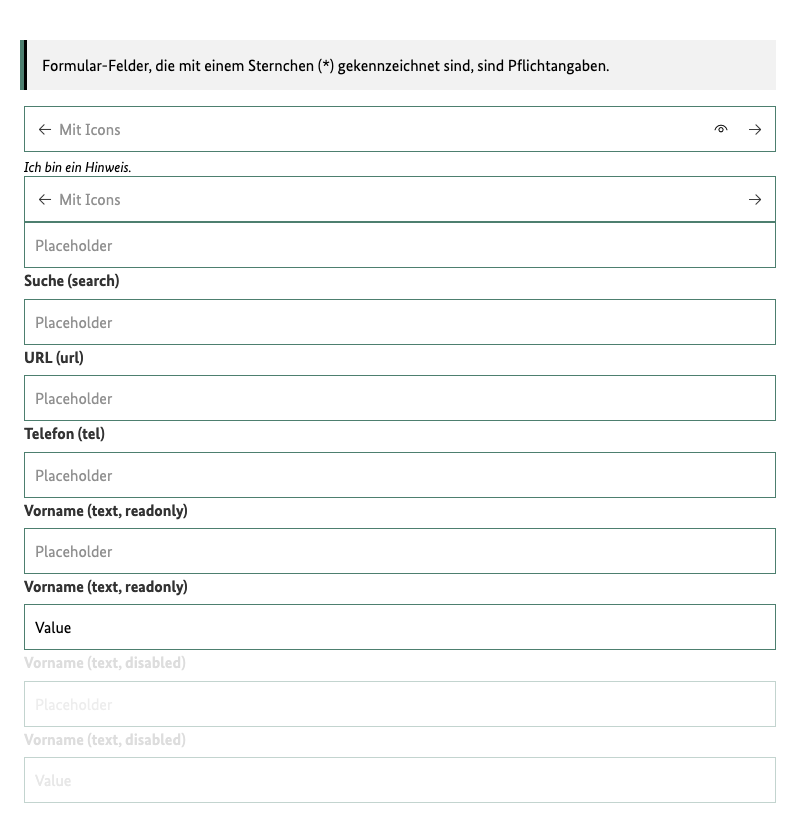 Formular-Felder, die mit einem Sternchen (*) gekennzeichnet sind, sind Pflichtangaben.
Mit Icons
Ich bin ein Hinweis.
Mit Icons
Placeholder
Suche (search)
Placeholder
URL (url)
Placeholder
Telefon (tel)
Placeholder
Vorname (text, readonly)
Placeholder
Vorname (text, readonly)
Value
Vorname (text, disabled)
Placeholder
Vorname (text, disabled)
Value